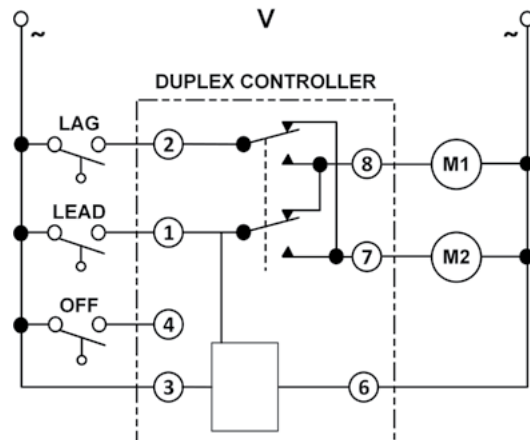 V
~ ~
DUPLEX CONTROLLER
LAG
2
8 M1
LEAD
1
7 M2
OFF
4
3 6